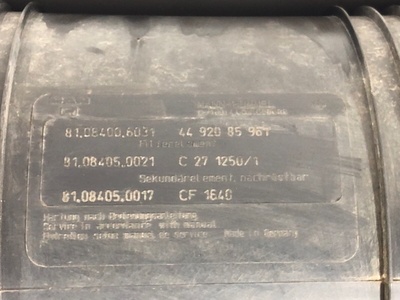 81.08400.6031 44 920 85 961
Filterelement
81.08405.0021 C 27 1250/1
Sekundärelement, nachrüstbar
81.08405.0017 CF 1640
Wartung nach Bedienungsanleitung
Service in accordance with manual
Made in Germany